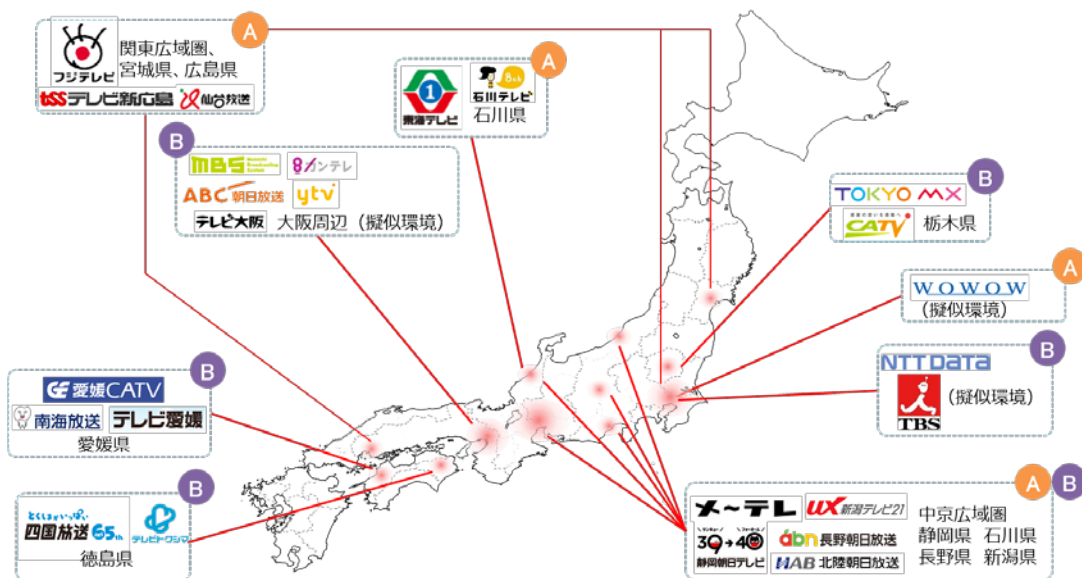 A
フジテレビ
関東広域圏、
宮城県、広島県
tSSテレビ新広島
仙台放送
A
1
東海テレビ
8ch
石川テレビ
石川県
B
MBS
8カンテレ
ABC 朝日放送
ytv
テレビ大阪
大阪周辺（擬似環境）
B
TOKYO MX
CATV
栃木県
A
WOWOW
（擬似環境）
B
NTT DATA
TBS
（擬似環境）
B
愛媛CATV
南海放送
テレビ愛媛
愛媛県
B
四国放送
65th
テレビトクシマ
徳島県
A
B
メ~テレ
UX 新潟テレビ21
静岡朝日テレビ
abn 長野朝日放送
HAB 北陸朝日放送
中京広域圏
静岡県 石川県
長野県 新潟県